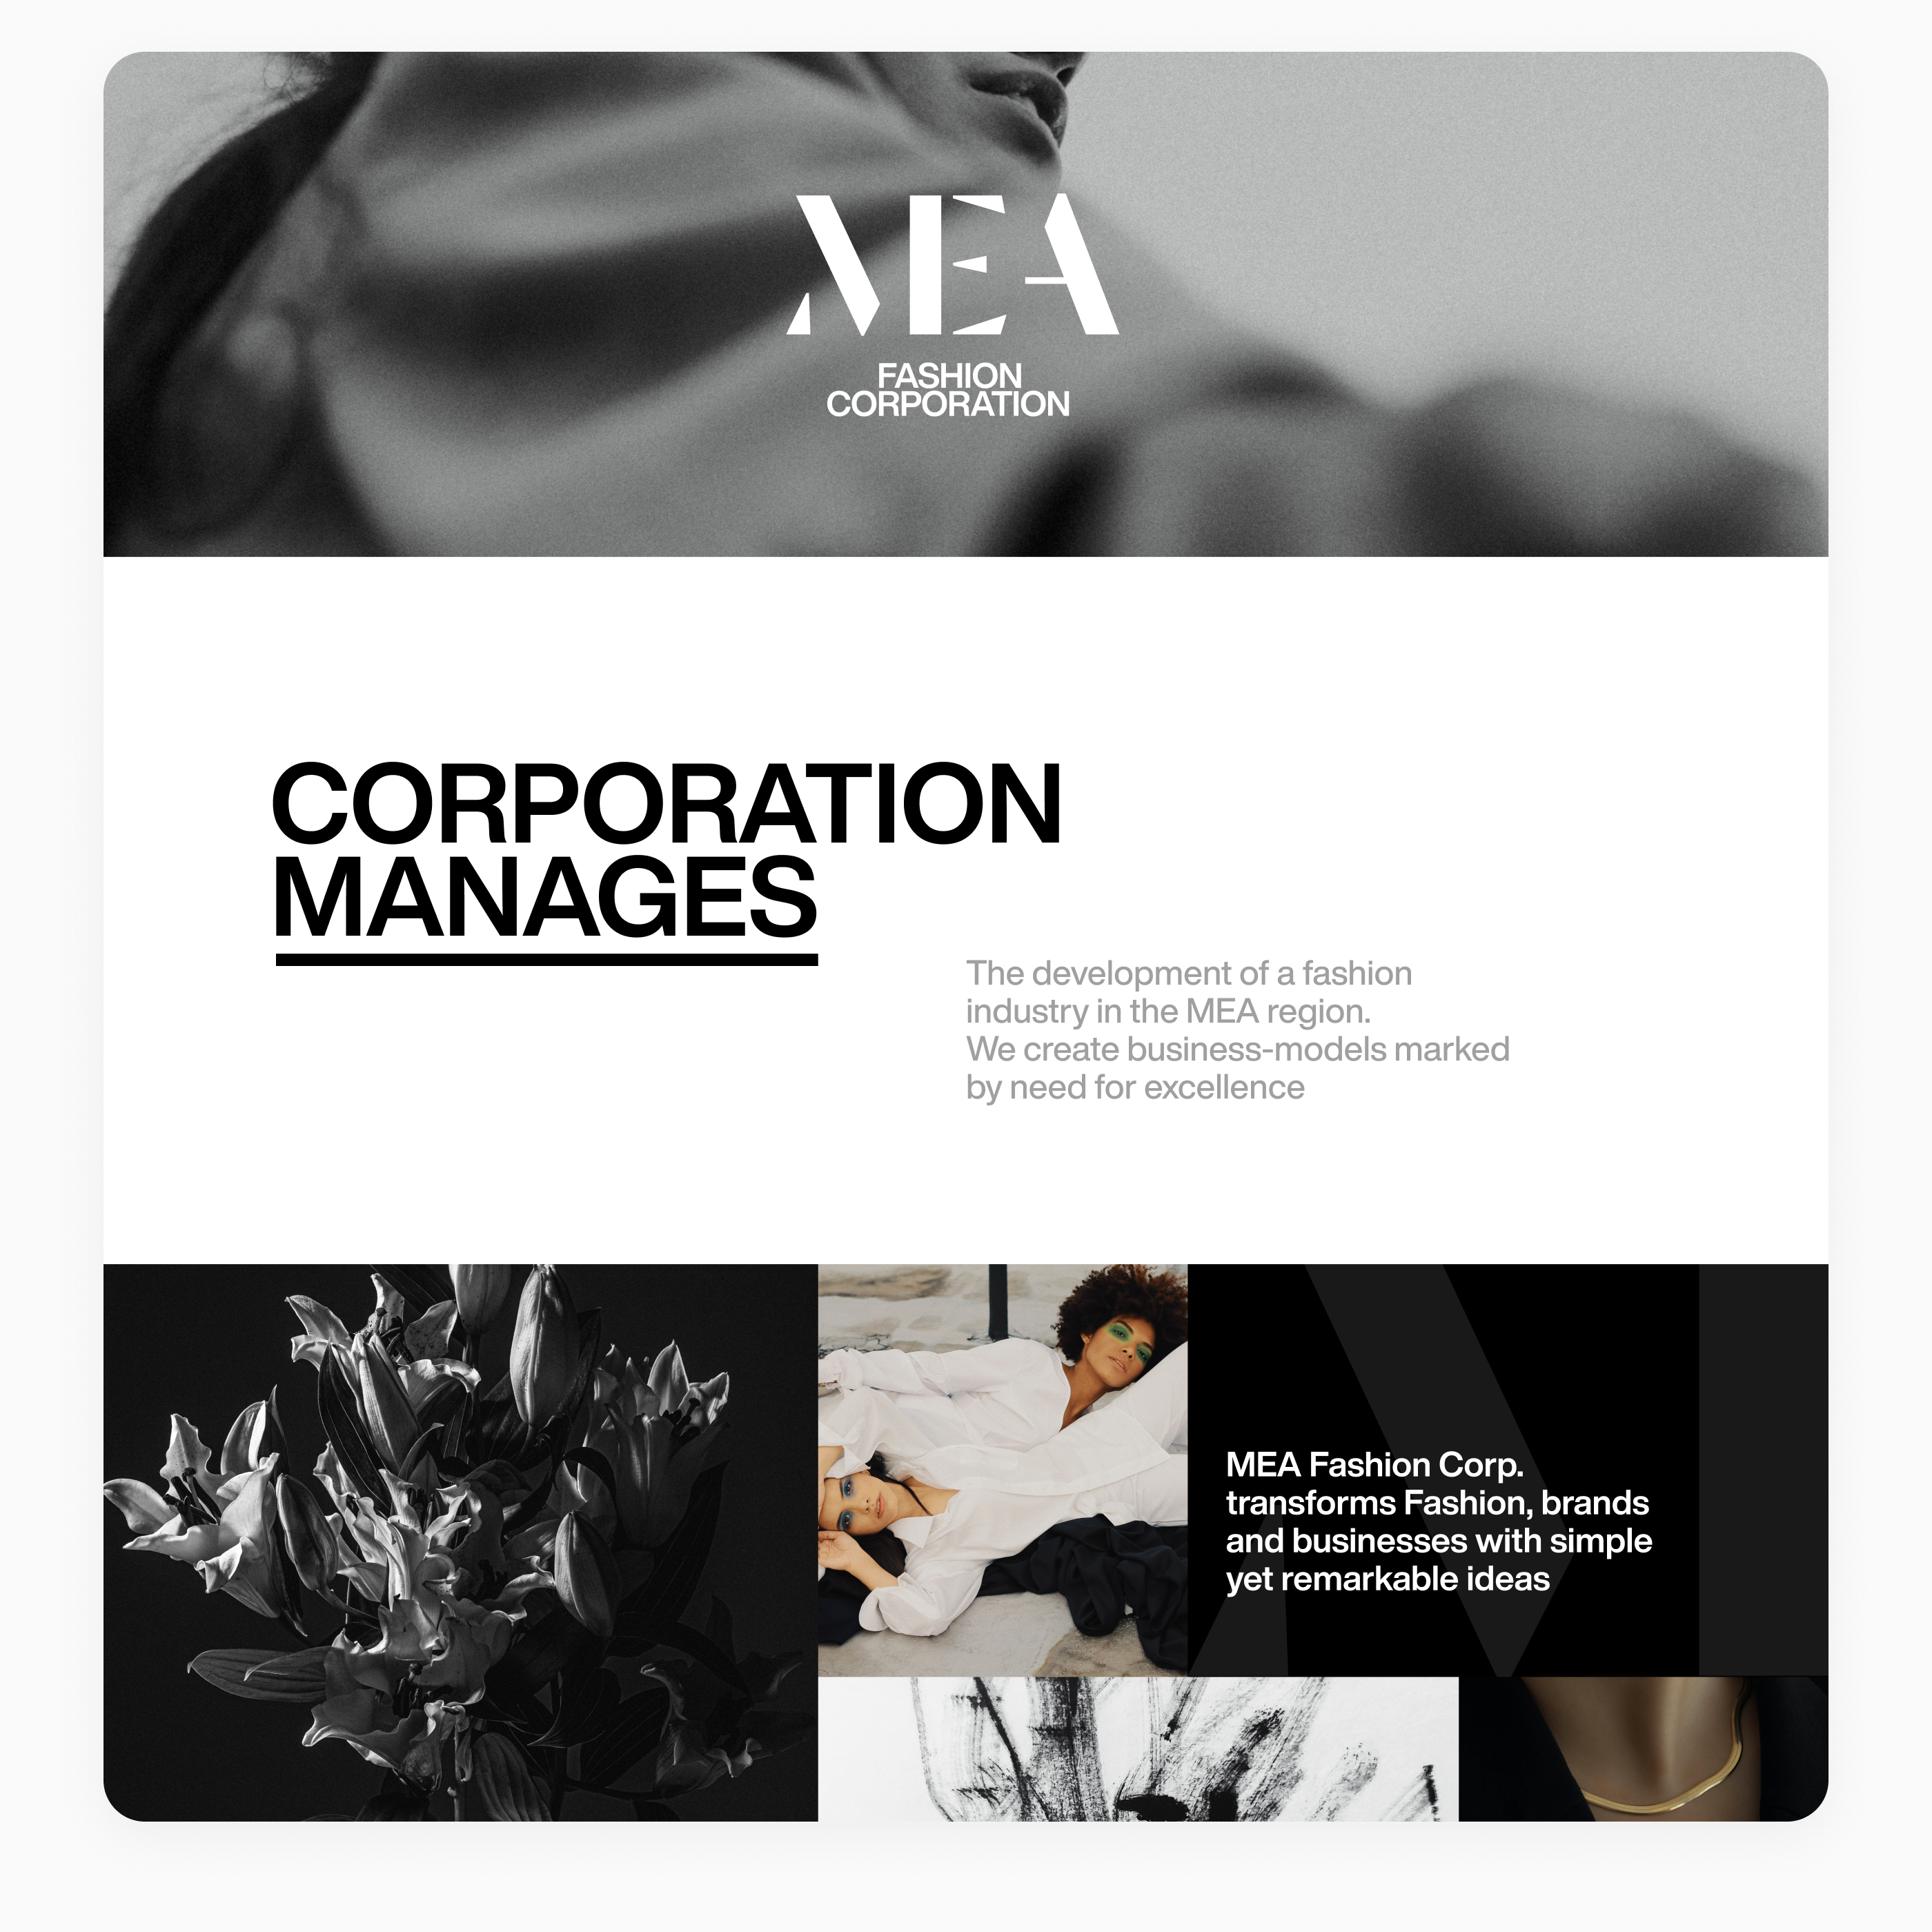 MEA
FASHION
CORPORATION
CORPORATION
MANAGES
The development of a fashion
industry in the MEA region.
We create business-models marked
by need for excellence
MEA Fashion Corp.
transforms Fashion, brands
and businesses with simple
yet remarkable ideas